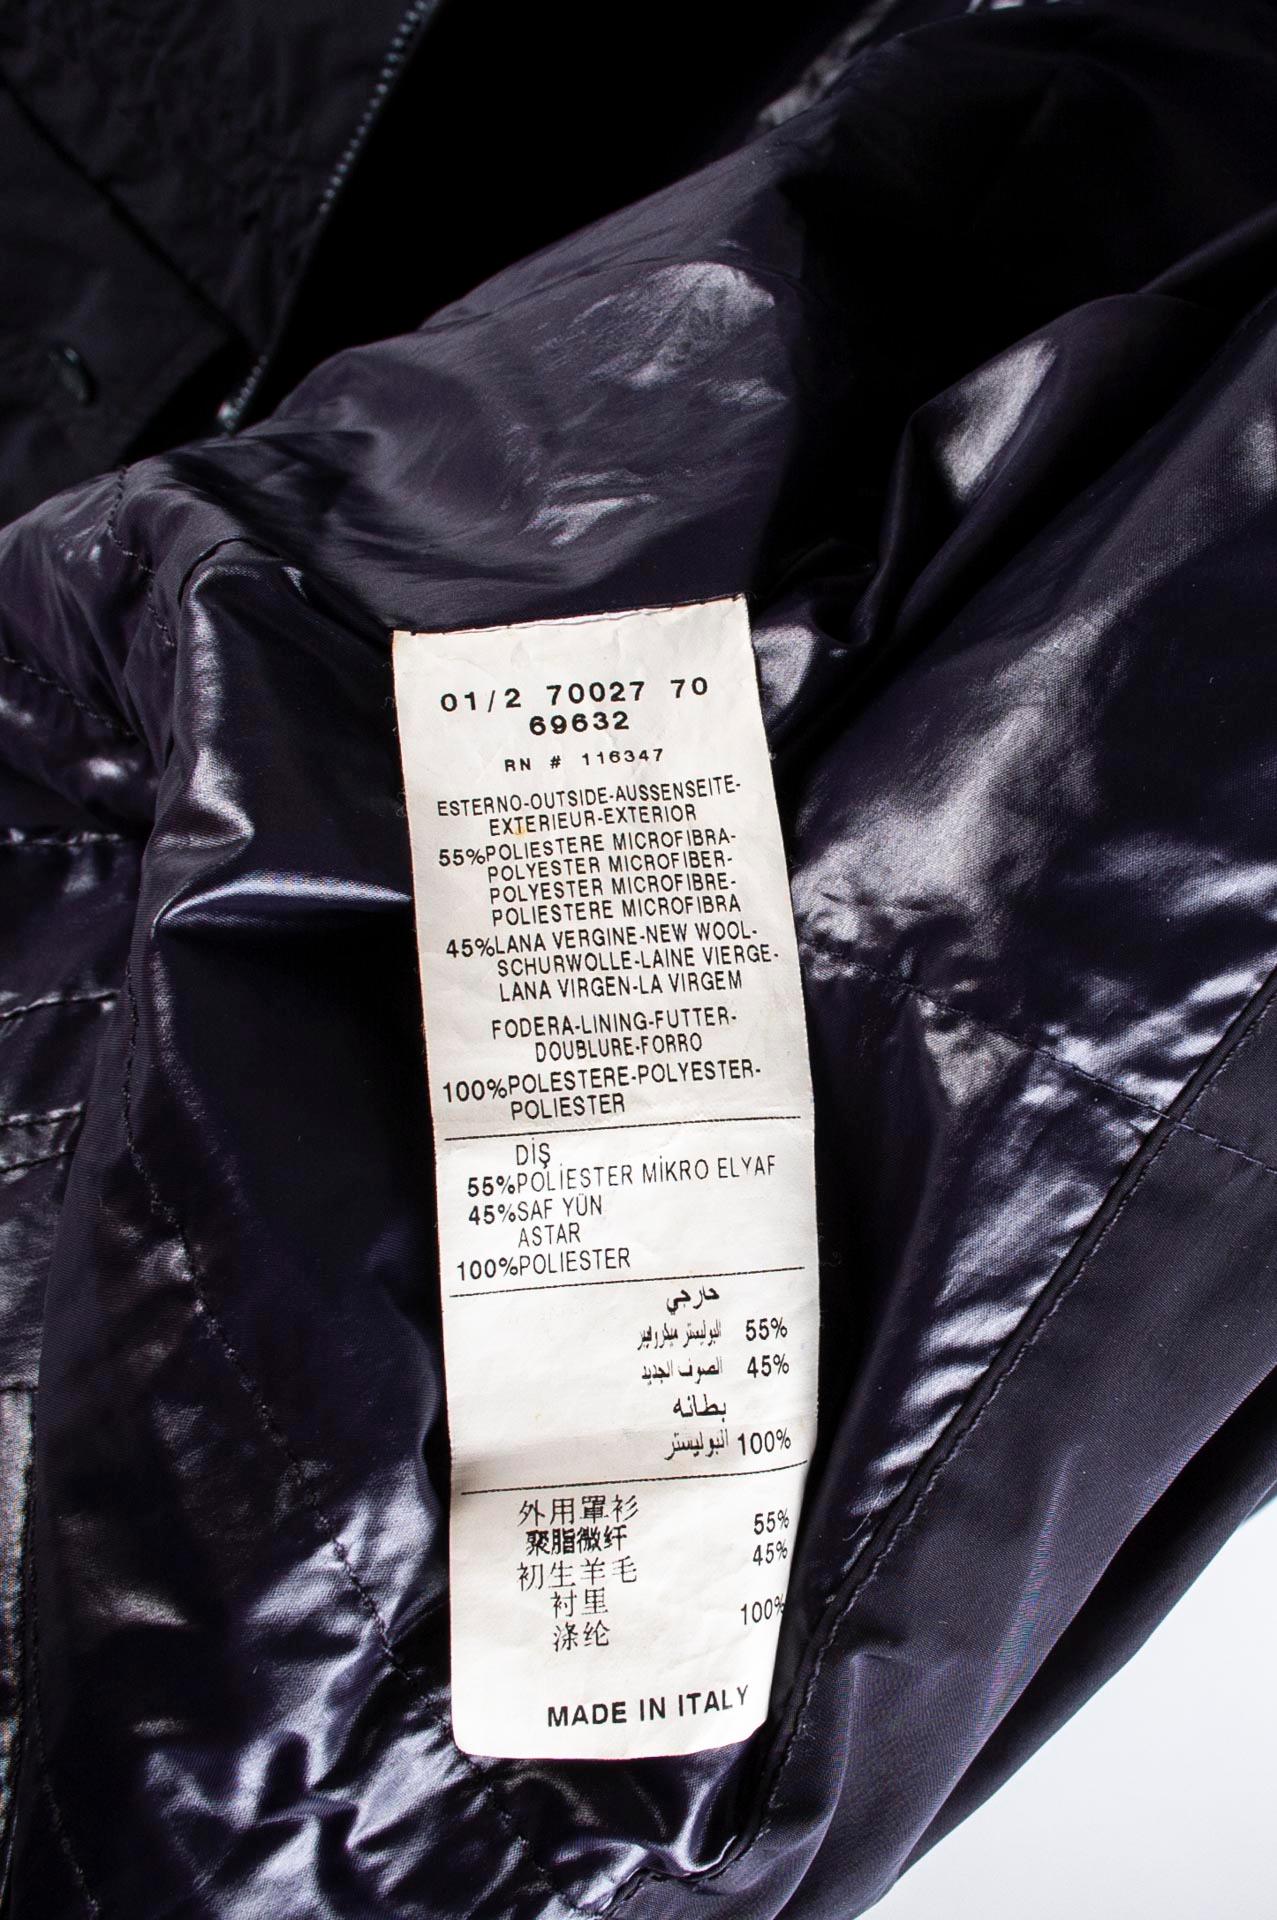 01/2 70027 70
69632
RN # 116347
ESTERNO-OUTSIDE-AUSSENSEITE-
EXTERIEUR-EXTERIOR
55%POLIESTERE MICROFIBRA-
POLYESTER MICROFIBER-
POLYESTER MICROFIBRE-
POLIESTERE MICROFIBRA
45%LANA VERGINE-NEW WOOL-
SCHURWOLLE-LAINE VIERGE-
LANA VIRGEN-LA VIRGEM
FODERA-LINING-FUTTER-
DOUBLURE-FORRO
100%POLESTERE-POLYESTER-
POLIESTER
DİŞ
55%POLİESTER MİKRO ELYAF
45%SAF YÜN
ASTAR
100%POLIESTER
خارجي
البوليستر ميكروفيبر 55%
الصوف الجديد 45%
بطانه
البوليستر 100%
外用罩衫
聚脂微纤 55%
初生羊毛 45%
衬里
涤纶 100%
MADE IN ITALY